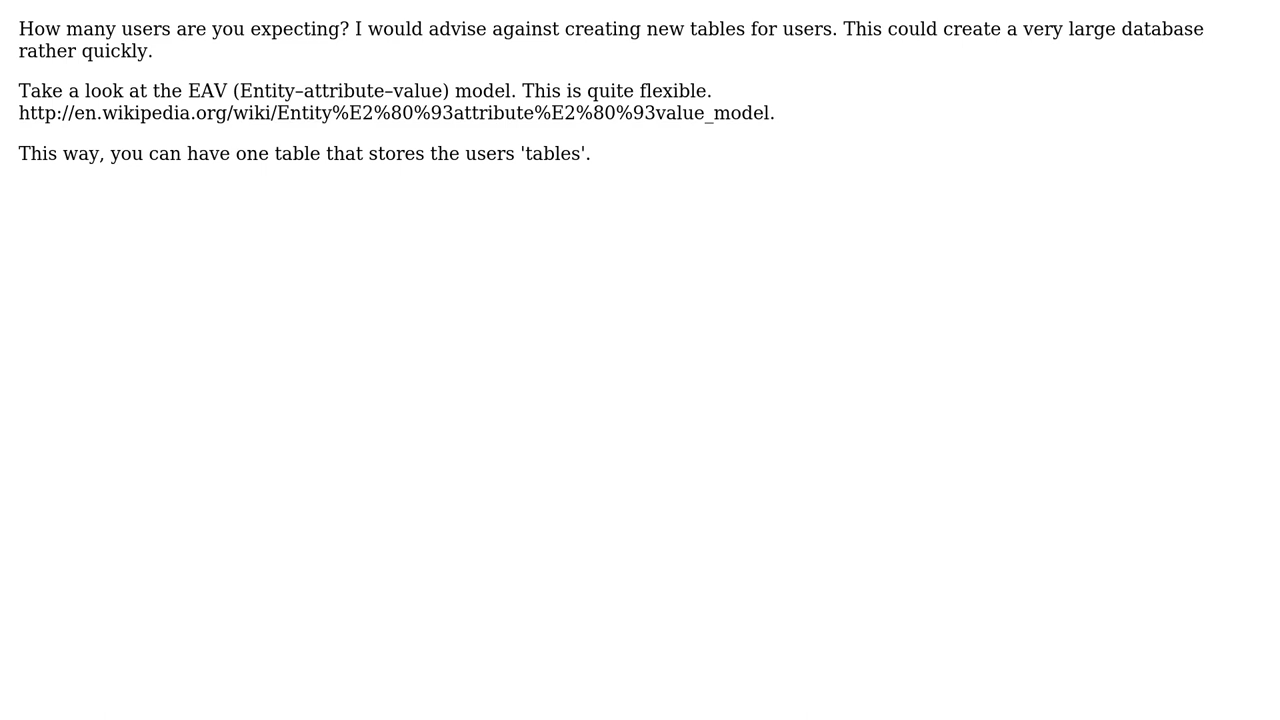 How many users are you expecting? I would advise against creating new tables for users. This could create a very large database
rather quickly.
Take a look at the EAV (Entity–attribute–value) model. This is quite flexible.
http://en.wikipedia.org/wiki/Entity%E2%80%93attribute%E2%80%93value_model.
This way, you can have one table that stores the users 'tables'.